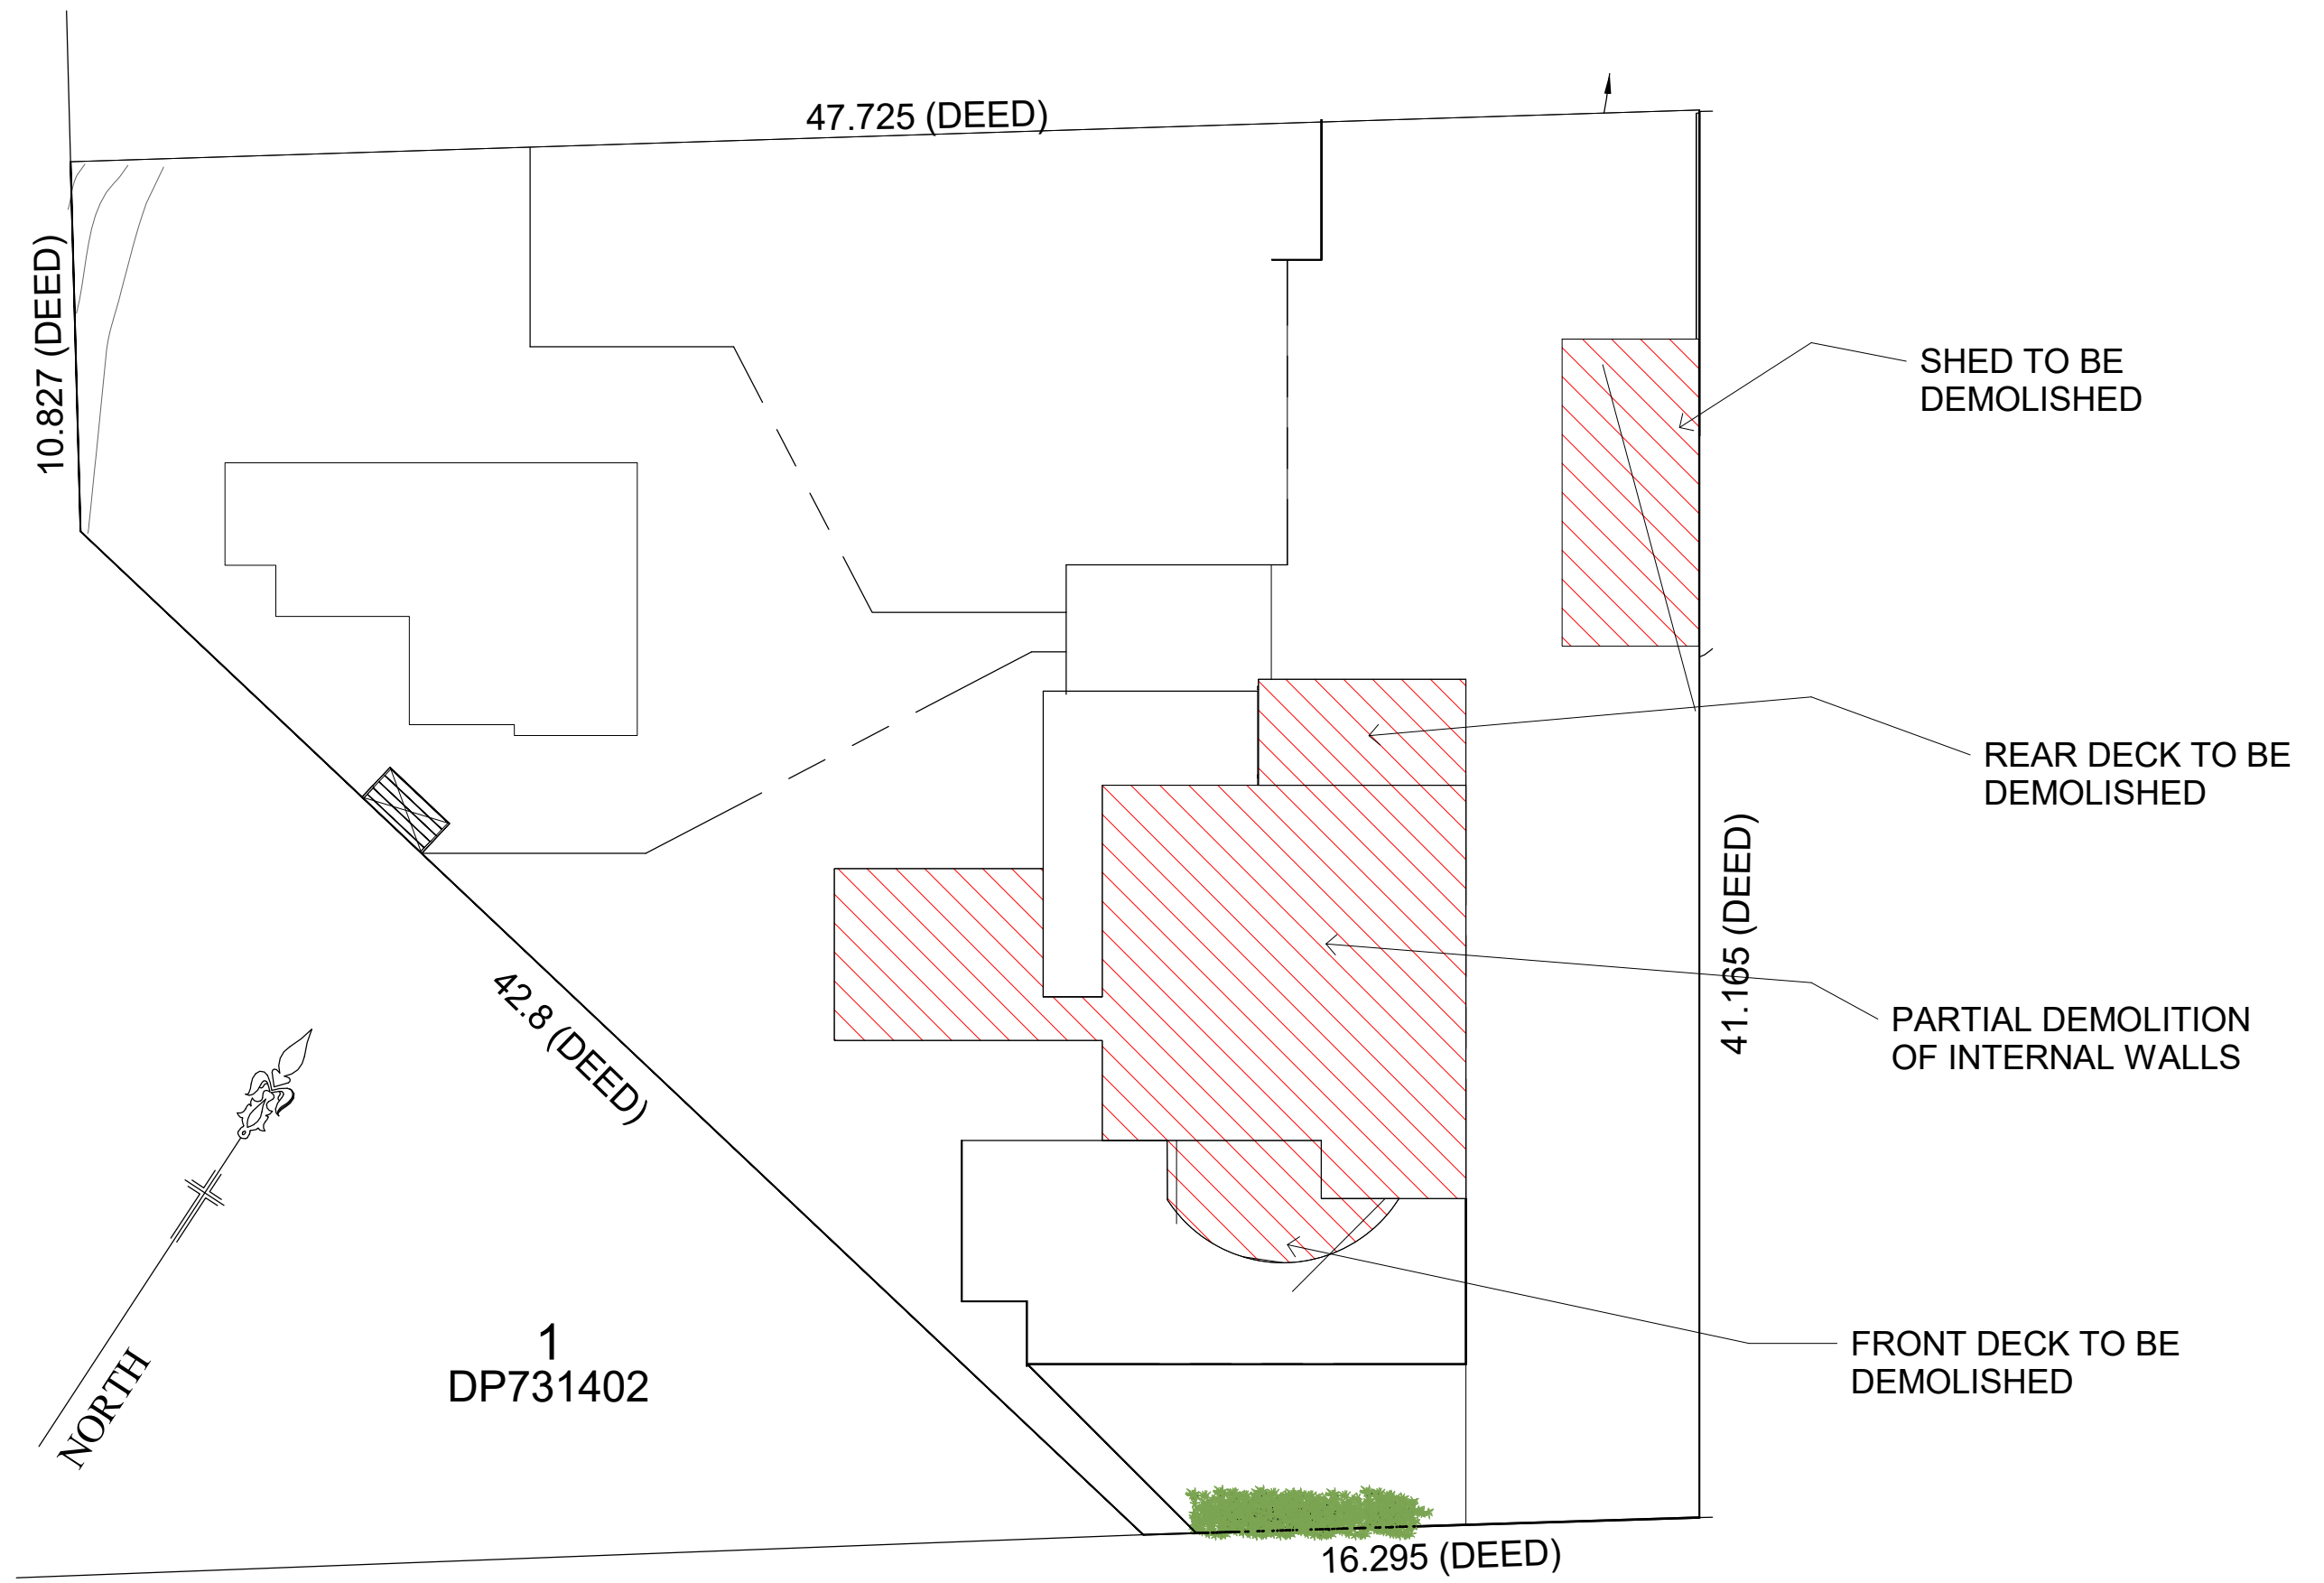 47.725 (DEED)
10.827 (DEED)
SHED TO BE
DEMOLISHED
REAR DECK TO BE
DEMOLISHED
41.165 (DEED)
42.8 (DEED)
PARTIAL DEMOLITION
OF INTERNAL WALLS
NORTH
1
DP731402
FRONT DECK TO BE
DEMOLISHED
16.295 (DEED)